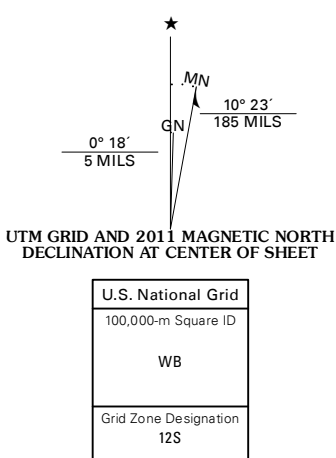 MN
10° 23´
185 MILS
GN
0° 18´
5 MILS
UTM GRID AND 2011 MAGNETIC NORTH
DECLINATION AT CENTER OF SHEET
U.S. National Grid
100,000-m Square ID
WB
Grid Zone Designation
12S